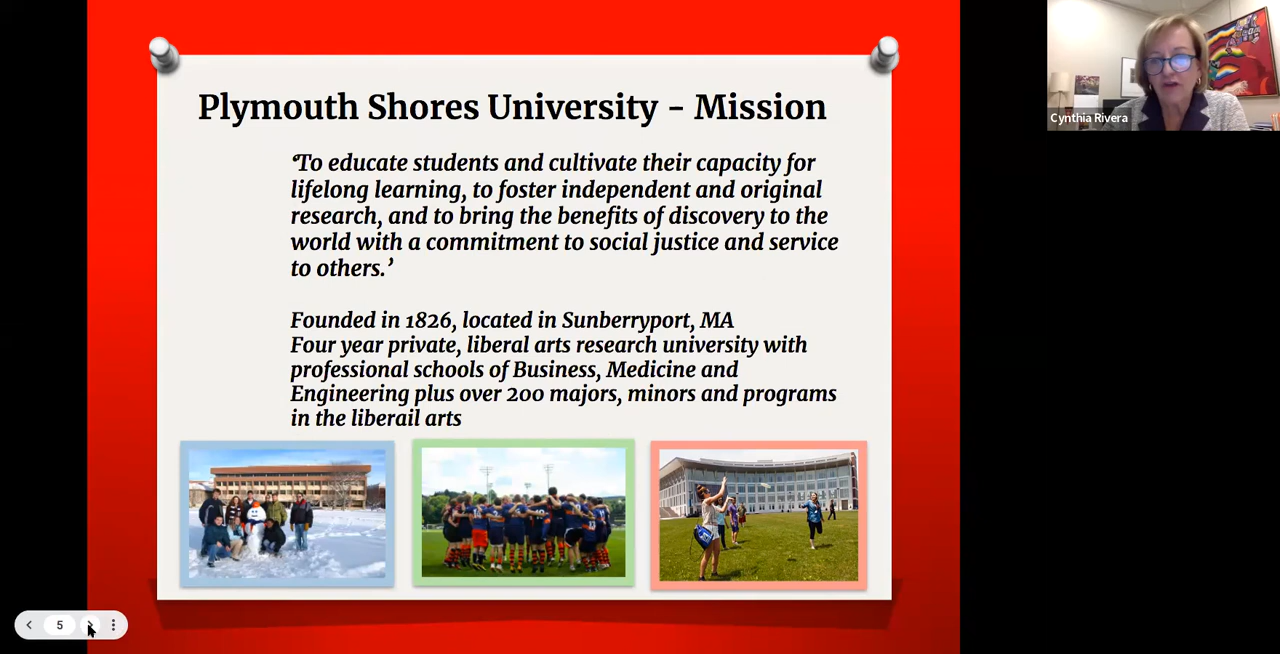 Plymouth Shores University - Mission
‘To educate students and cultivate their capacity for
lifelong learning, to foster independent and original
research, and to bring the benefits of discovery to the
world with a commitment to social justice and service
to others.’
Founded in 1826, located in Sunberryport, MA
Four year private, liberal arts research university with
professional schools of Business, Medicine and
Engineering plus over 200 majors, minors and programs
in the liberail arts
Cynthia Rivera
5